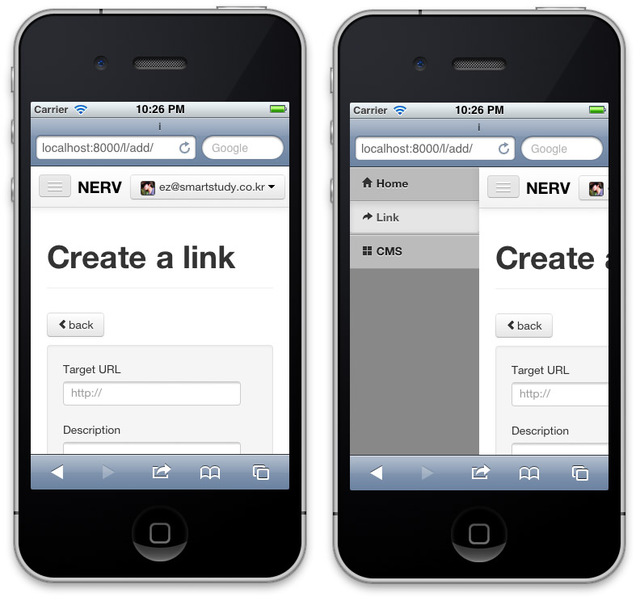 Carrier 10:26 PM
i
localhost:8000/l/add/ Google
NERV ez@smartstudy.co.kr
Create a link
back
Target URL
http://
Description
Carrier 10:26 PM
i
localhost:8000/l/add/ Google
Home
Link
CMS
NERV
Create a
back
Target URL
http://
Description